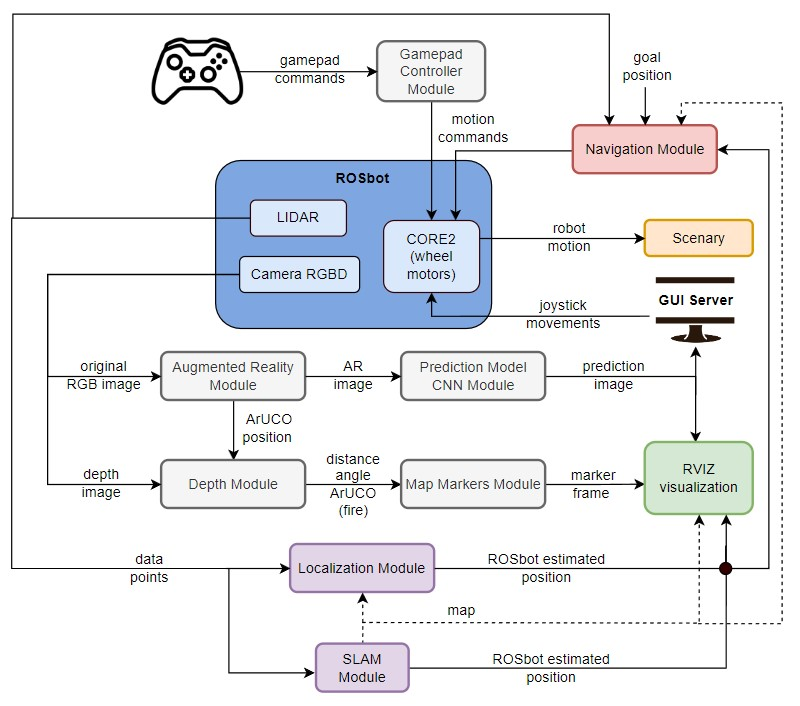 gamepad
commands
Gamepad
Controller
Module
goal
position
motion
commands
Navigation Module
ROSbot
LIDAR
CORE2
(wheel
motors)
Camera RGBD
robot
motion
Scenary
GUI Server
joystick
movements
original
RGB image
Augmented Reality
Module
AR
image
Prediction Model
CNN Module
prediction
image
ArUCO
position
depth
image
Depth Module
distance
angle
ArUCO
(fire)
Map Markers Module
marker
frame
RVIZ
visualization
data
points
Localization Module
ROSbot estimated
position
map
SLAM
Module
ROSbot estimated
position